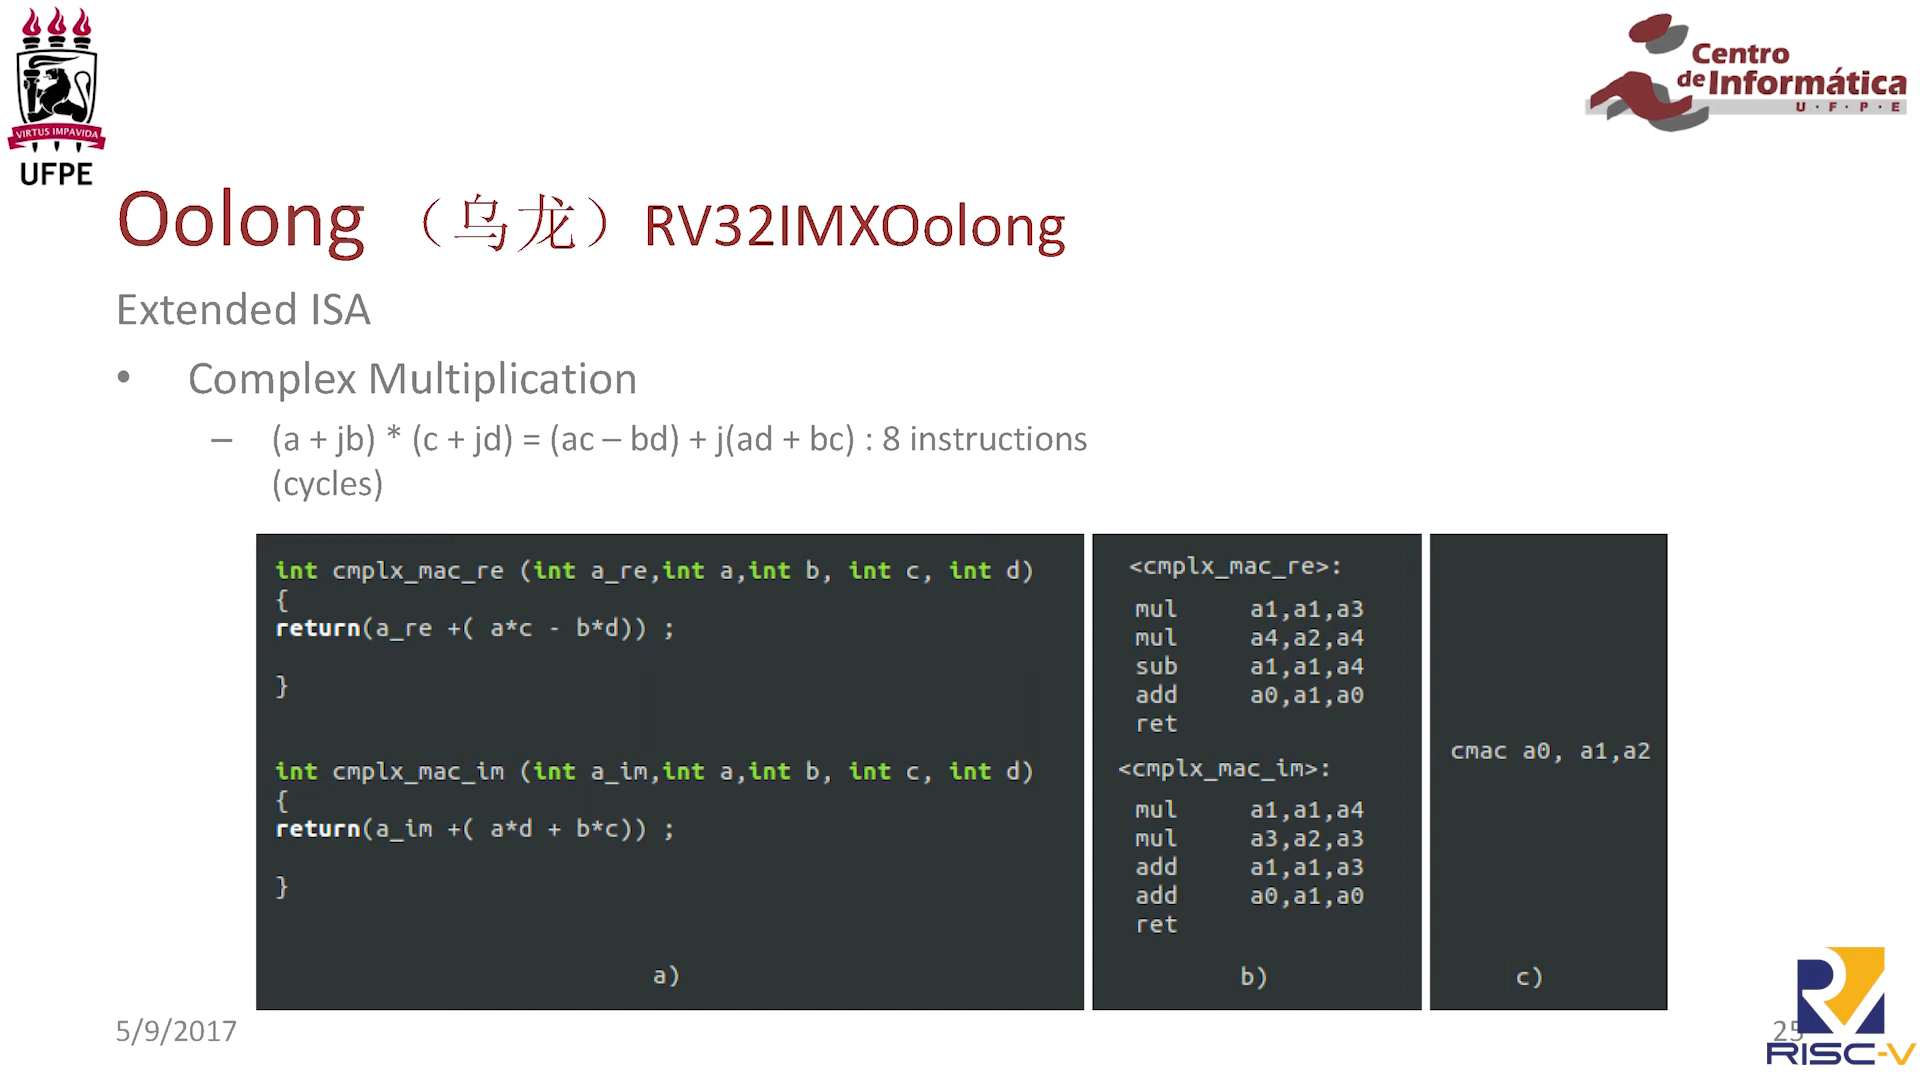 VIRTUS IMPAVIDA
UFPE
Centro
de Informática
U·F·P·E
Oolong （乌龙）RV32IMXOolong
Extended ISA
• Complex Multiplication
– (a + jb) * (c + jd) = (ac – bd) + j(ad + bc) : 8 instructions
(cycles)
int cmplx_mac_re (int a_re,int a,int b, int c, int d)
{
return(a_re +( a*c - b*d)) ;
}
int cmplx_mac_im (int a_im,int a,int b, int c, int d)
{
return(a_im +( a*d + b*c)) ;
}
a)
<cmplx_mac_re>:
mul a1,a1,a3
mul a4,a2,a4
sub a1,a1,a4
add a0,a1,a0
ret
<cmplx_mac_im>:
mul a1,a1,a4
mul a3,a2,a3
add a1,a1,a3
add a0,a1,a0
ret
b)
cmac a0, a1,a2
c)
5/9/2017
25
RISC-V